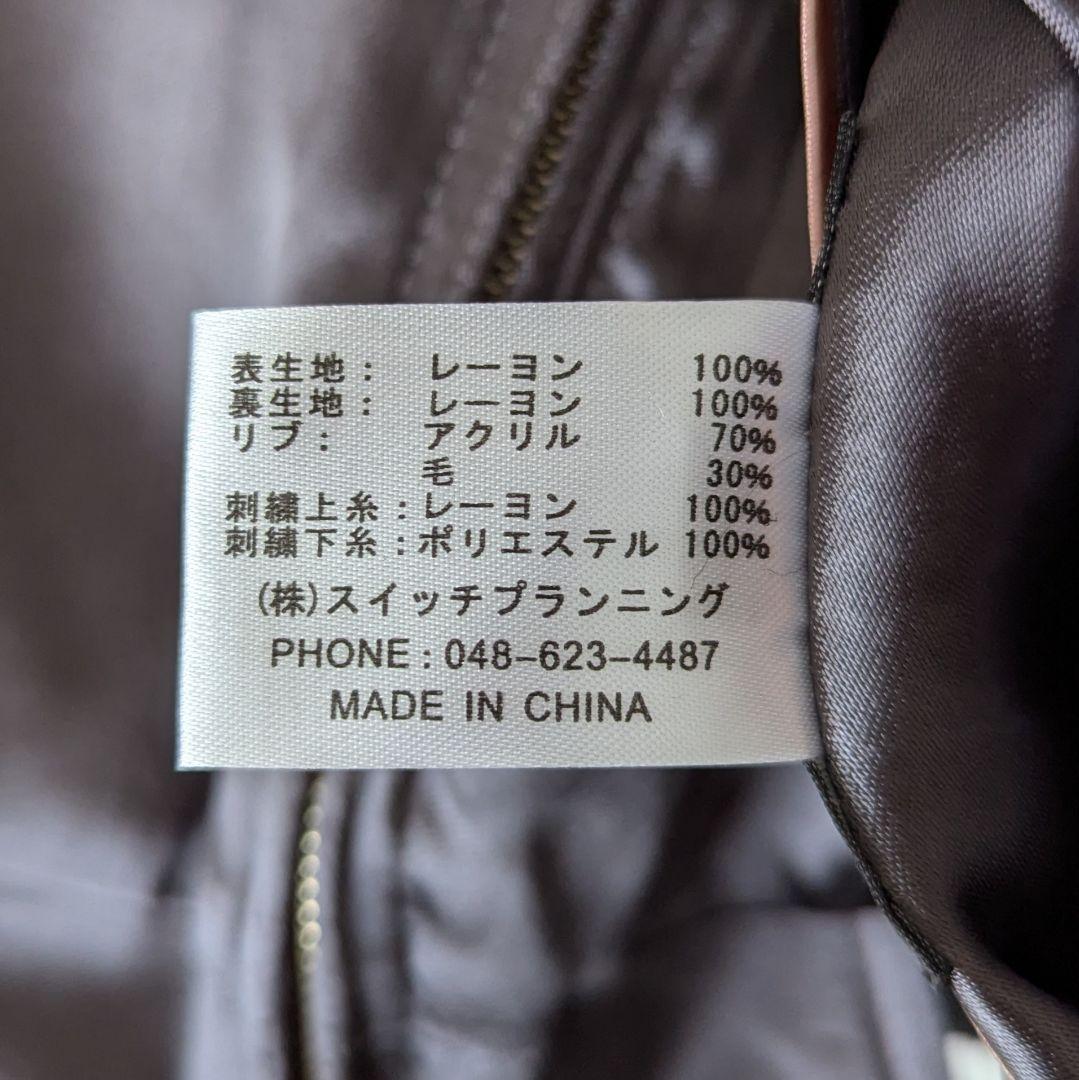 表生地： レーヨン 100%
裏生地： レーヨン 100%
リブ： アクリル 70%
毛 30%
刺繍上糸：レーヨン 100%
刺繍下糸：ポリエステル 100%
(株)スイッチプランニング
PHONE : 048-623-4487
MADE IN CHINA